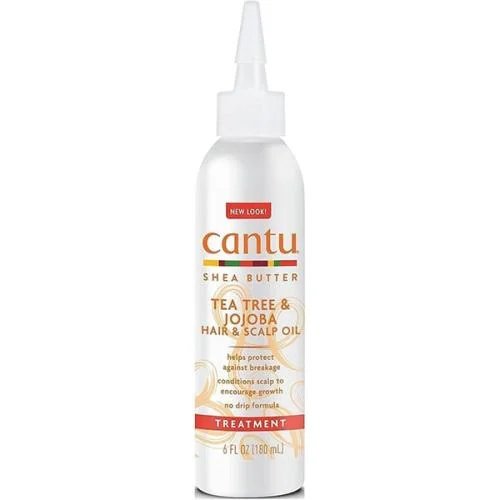 NEW LOOK!
cantu
SHEA BUTTER
TEA TREE &
JOJOBA
HAIR & SCALP OIL
helps protect
against breakage
conditions scalp to
encourage growth
no drip formula
TREATMENT
6 FL OZ (180 mL)